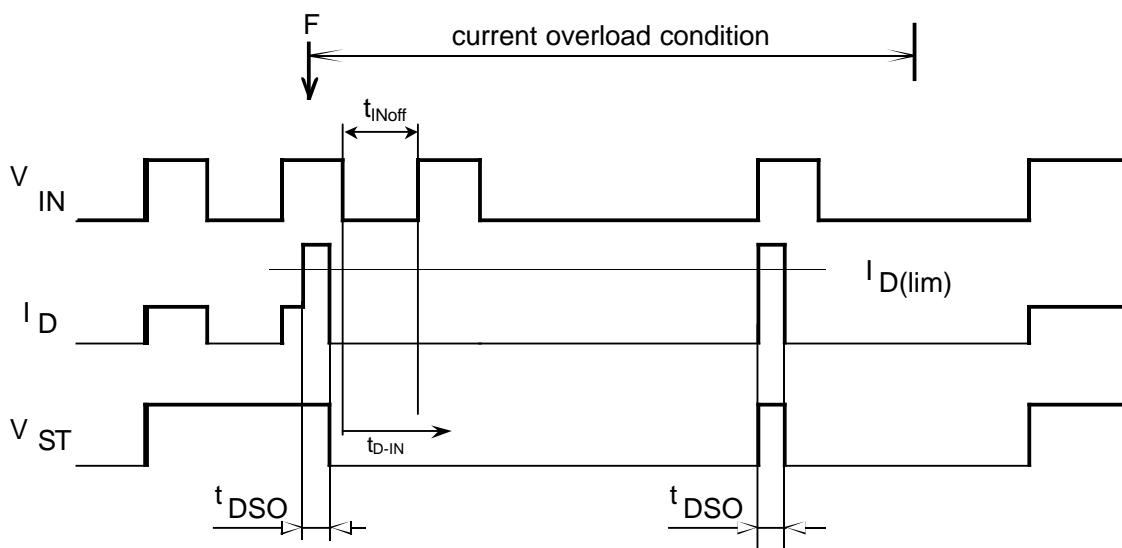 F
current overload condition
tINoff
V IN
I D(lim)
I D
V ST
tD-IN
t DSO
t DSO